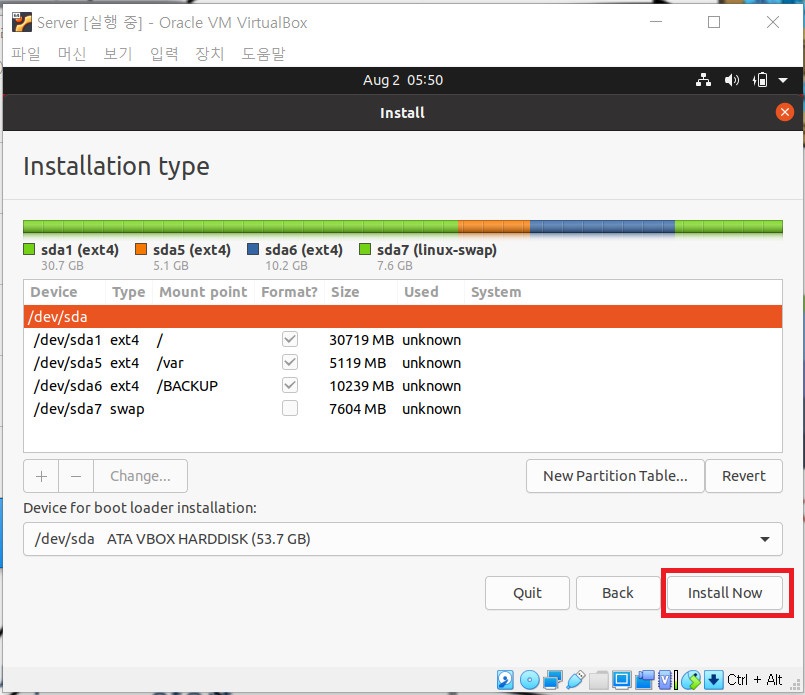 Server [실행 중] - Oracle VM VirtualBox
파일 머신 보기 입력 장치 도움말
Aug 2 05:50
Install
Installation type
sda1 (ext4) sda5 (ext4) sda6 (ext4) sda7 (linux-swap)
30.7 GB 5.1 GB 10.2 GB 7.6 GB
Device Type Mount point Format? Size Used System
/dev/sda
/dev/sda1 ext4 / 30719 MB unknown
/dev/sda5 ext4 /var 5119 MB unknown
/dev/sda6 ext4 /BACKUP 10239 MB unknown
/dev/sda7 swap 7604 MB unknown
+ − Change... New Partition Table... Revert
Device for boot loader installation:
/dev/sda ATA VBOX HARDDISK (53.7 GB)
Quit Back Install Now
Ctrl + Alt